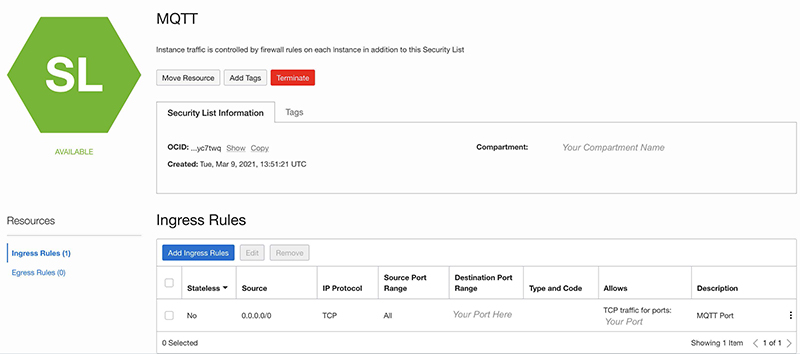 SL
AVAILABLE
MQTT
Instance traffic is controlled by firewall rules on each Instance in addition to this Security List
Move Resource Add Tags Terminate
Security List Information Tags
OCID: ...yc7twq Show Copy Compartment: Your Compartment Name
Created: Tue, Mar 9, 2021, 13:51:21 UTC
Resources
Ingress Rules (1)
Egress Rules (0)
Ingress Rules
Add Ingress Rules Edit Remove
Stateless Source IP Protocol Source Port Range Destination Port Range Type and Code Allows Description
No 0.0.0.0/0 TCP All Your Port Here TCP traffic for ports: Your Port MQTT Port
0 Selected Showing 1 Item < 1 of 1 >